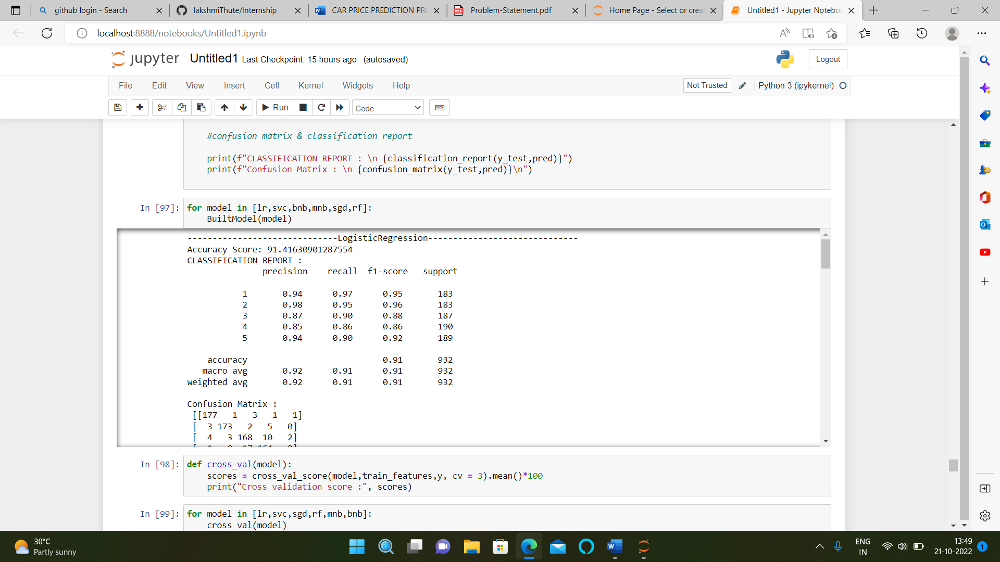 github login - Search
lakshmiThute/Internship
CAR PRICE PREDICTION PRO
Problem-Statement.pdf
Home Page - Select or crea
Untitled1 - Jupyter Noteboo
localhost:8888/notebooks/Untitled1.ipynb
jupyter Untitled1 Last Checkpoint: 15 hours ago (autosaved)
Logout
File Edit View Insert Cell Kernel Widgets Help
Not Trusted
Python 3 (ipykernel)
Run
Code
#confusion matrix & classification report
print(f"CLASSIFICATION REPORT : \n {classification_report(y_test,pred)}")
print(f"Confusion Matrix : \n {confusion_matrix(y_test,pred)}\n")
In [97]: for model in [lr,svc,bnb,mnb,sgd,rf]:
BuiltModel(model)
------------------------------LogisticRegression------------------------------
Accuracy Score: 91.41630901287554
CLASSIFICATION REPORT :
precision recall f1-score support
1 0.94 0.97 0.95 183
2 0.98 0.95 0.96 183
3 0.87 0.90 0.88 187
4 0.85 0.86 0.86 190
5 0.94 0.90 0.92 189
accuracy 0.91 932
macro avg 0.92 0.91 0.91 932
weighted avg 0.92 0.91 0.91 932
Confusion Matrix :
[[177 1 3 1 1]
[ 3 173 2 5 0]
[ 4 3 168 10 2]
In [98]: def cross_val(model):
scores = cross_val_score(model,train_features,y, cv = 3).mean()*100
print("Cross validation score :", scores)
In [99]: for model in [lr,svc,sgd,rf,mnb,bnb]:
cross_val(model)
30°C
Partly sunny
ENG
IN
13:49
21-10-2022
1